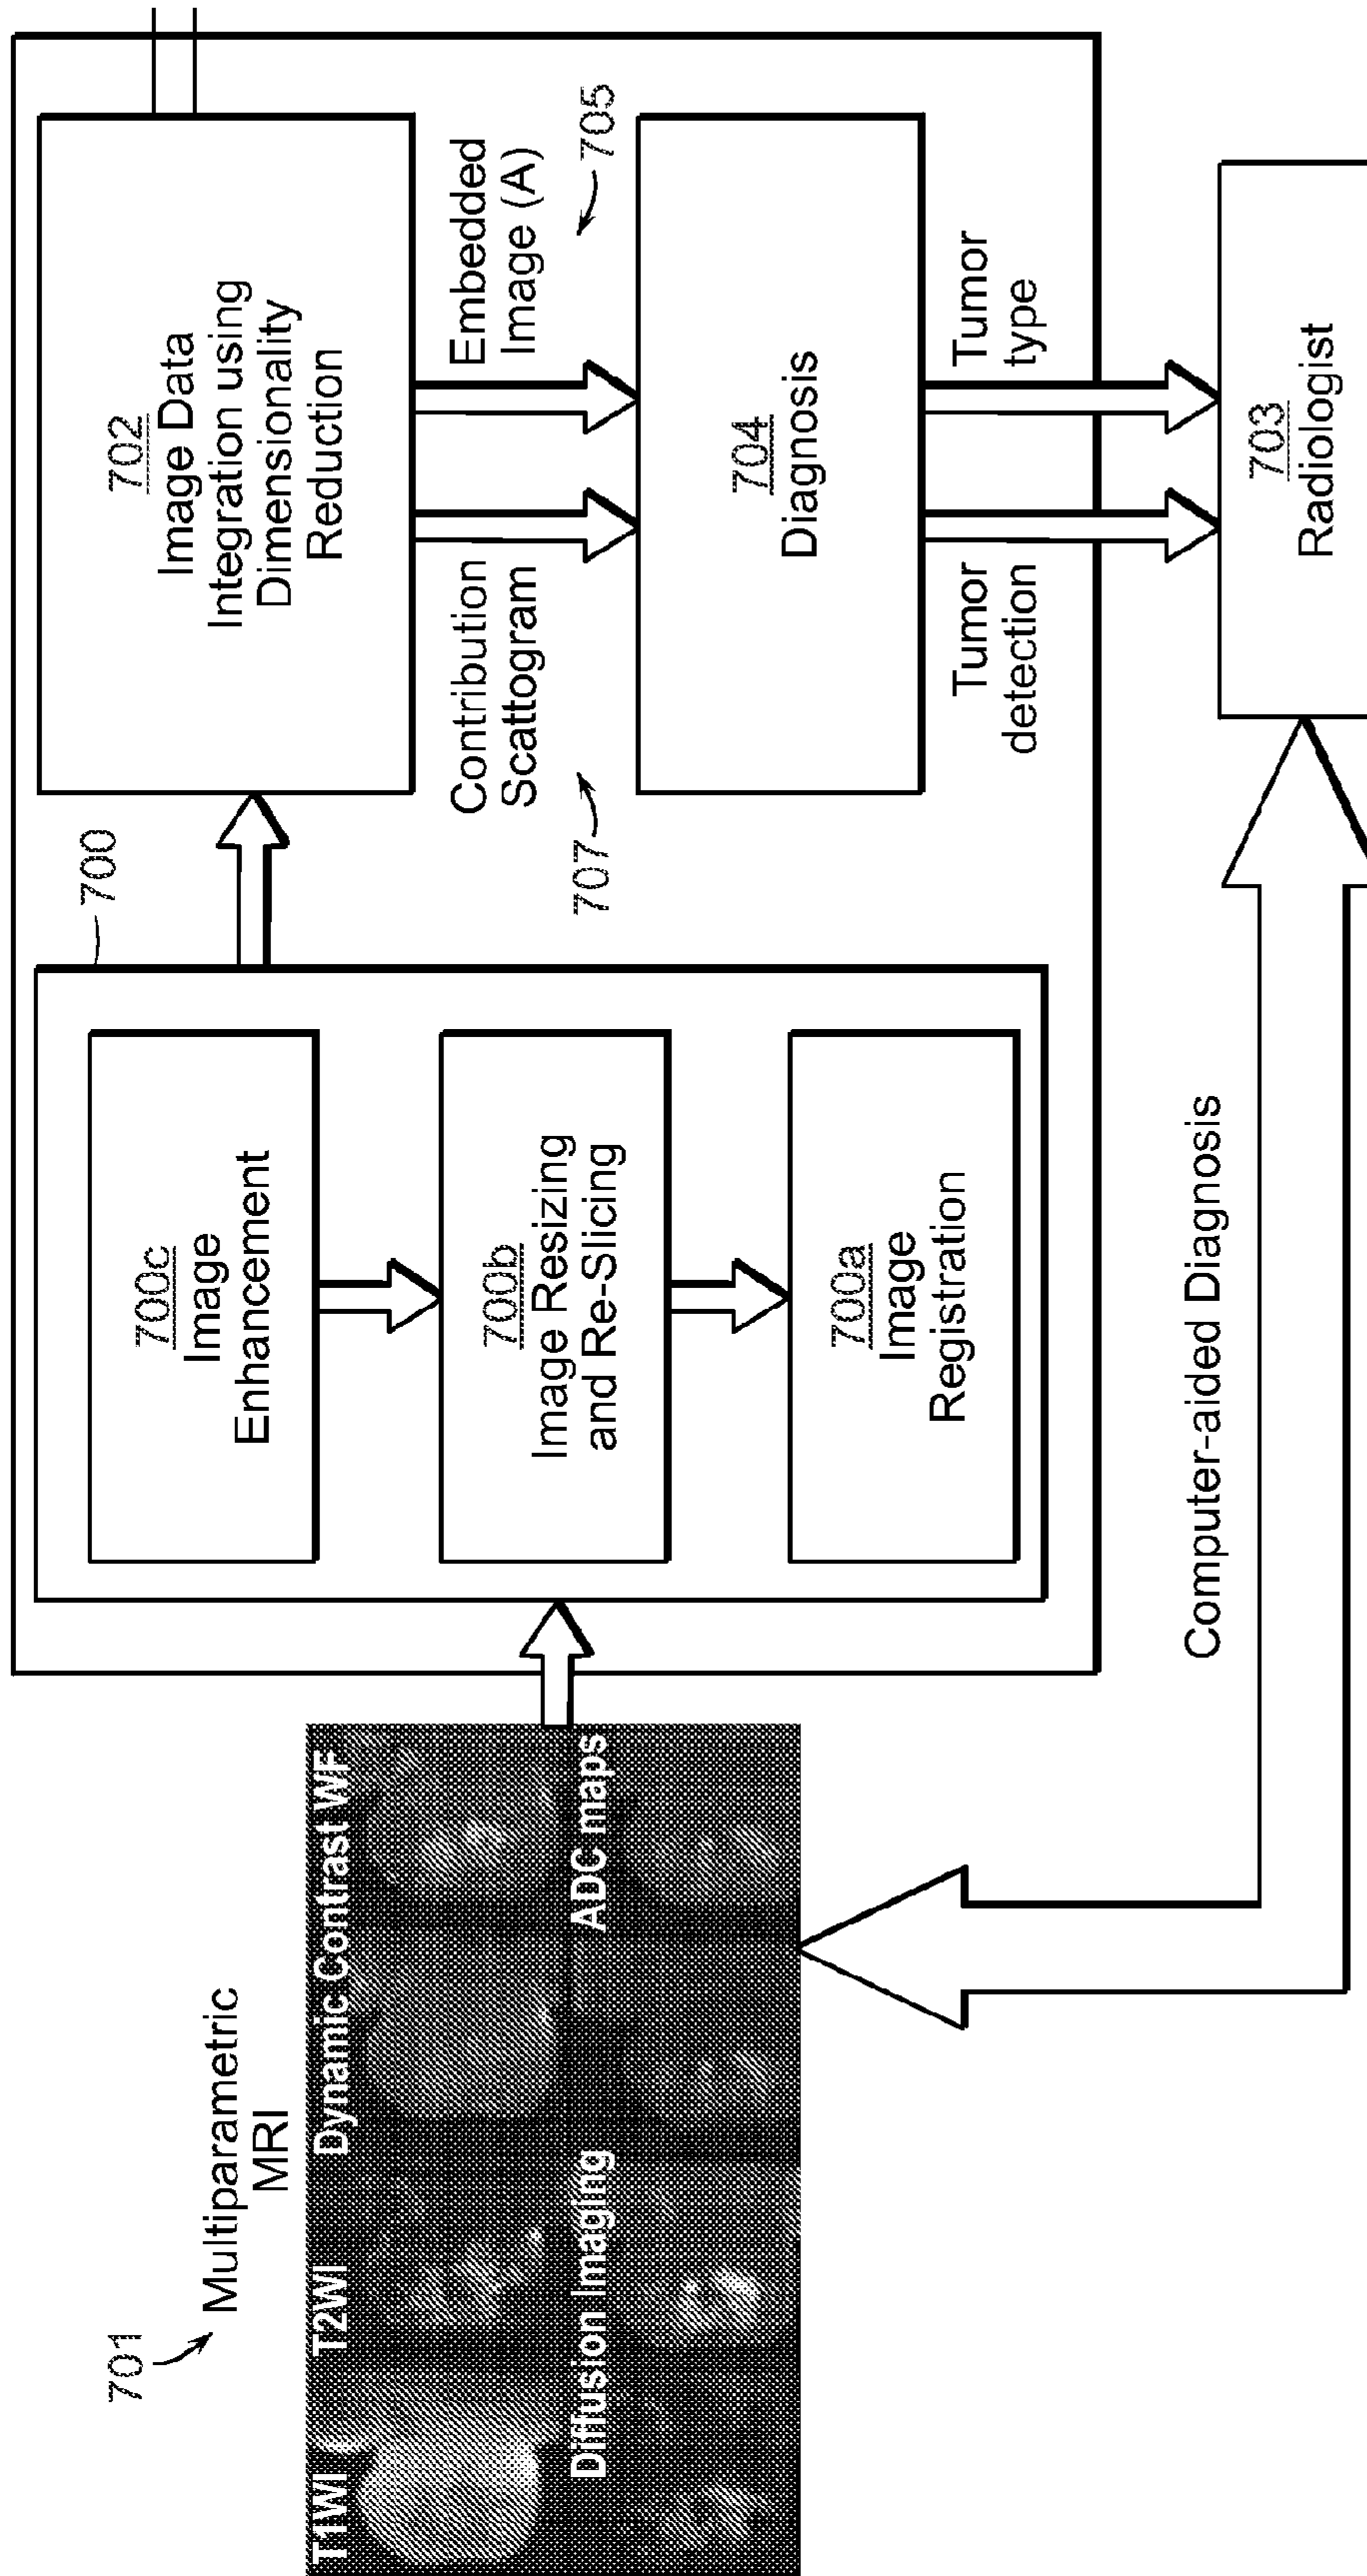 701
Multiparametric
MRI
T1WI
T2WI
Dynamic Contrast WF
Diffusion Imaging
ADC maps
700
700c
Image
Enhancement
700b
Image Resizing
and Re-Slicing
700a
Image
Registration
702
Image Data
Integration using
Dimensionality
Reduction
Contribution
Scattogram
707
Embedded
Image (A)
705
704
Diagnosis
Tumor
detection
Tumor
type
703
Radiologist
Computer-aided Diagnosis